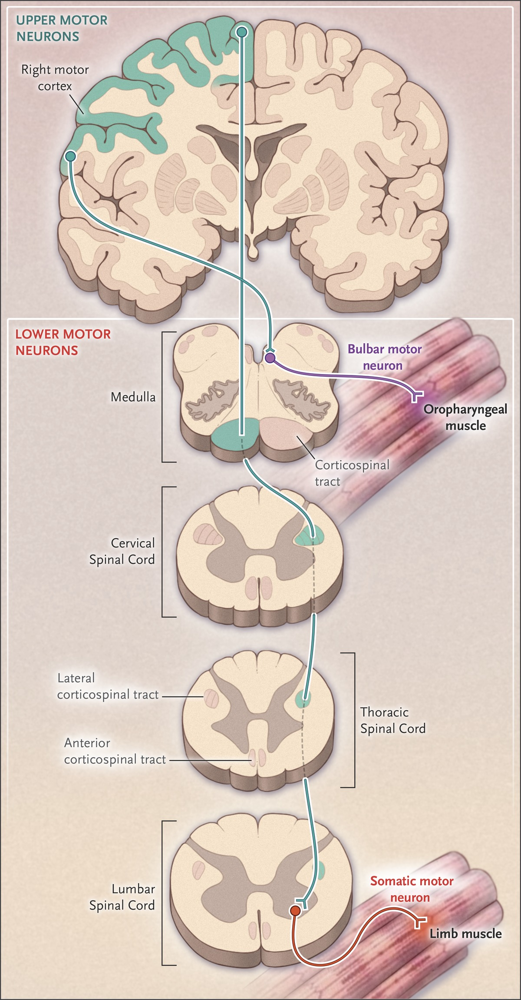 UPPER MOTOR
NEURONS
Right motor
cortex
LOWER MOTOR
NEURONS
Bulbar motor
neuron
Medulla
Oropharyngeal
muscle
Corticospinal
tract
Cervical
Spinal Cord
Lateral
corticospinal tract
Thoracic
Spinal Cord
Anterior
corticospinal tract
Somatic motor
neuron
Lumbar
Spinal Cord
Limb muscle